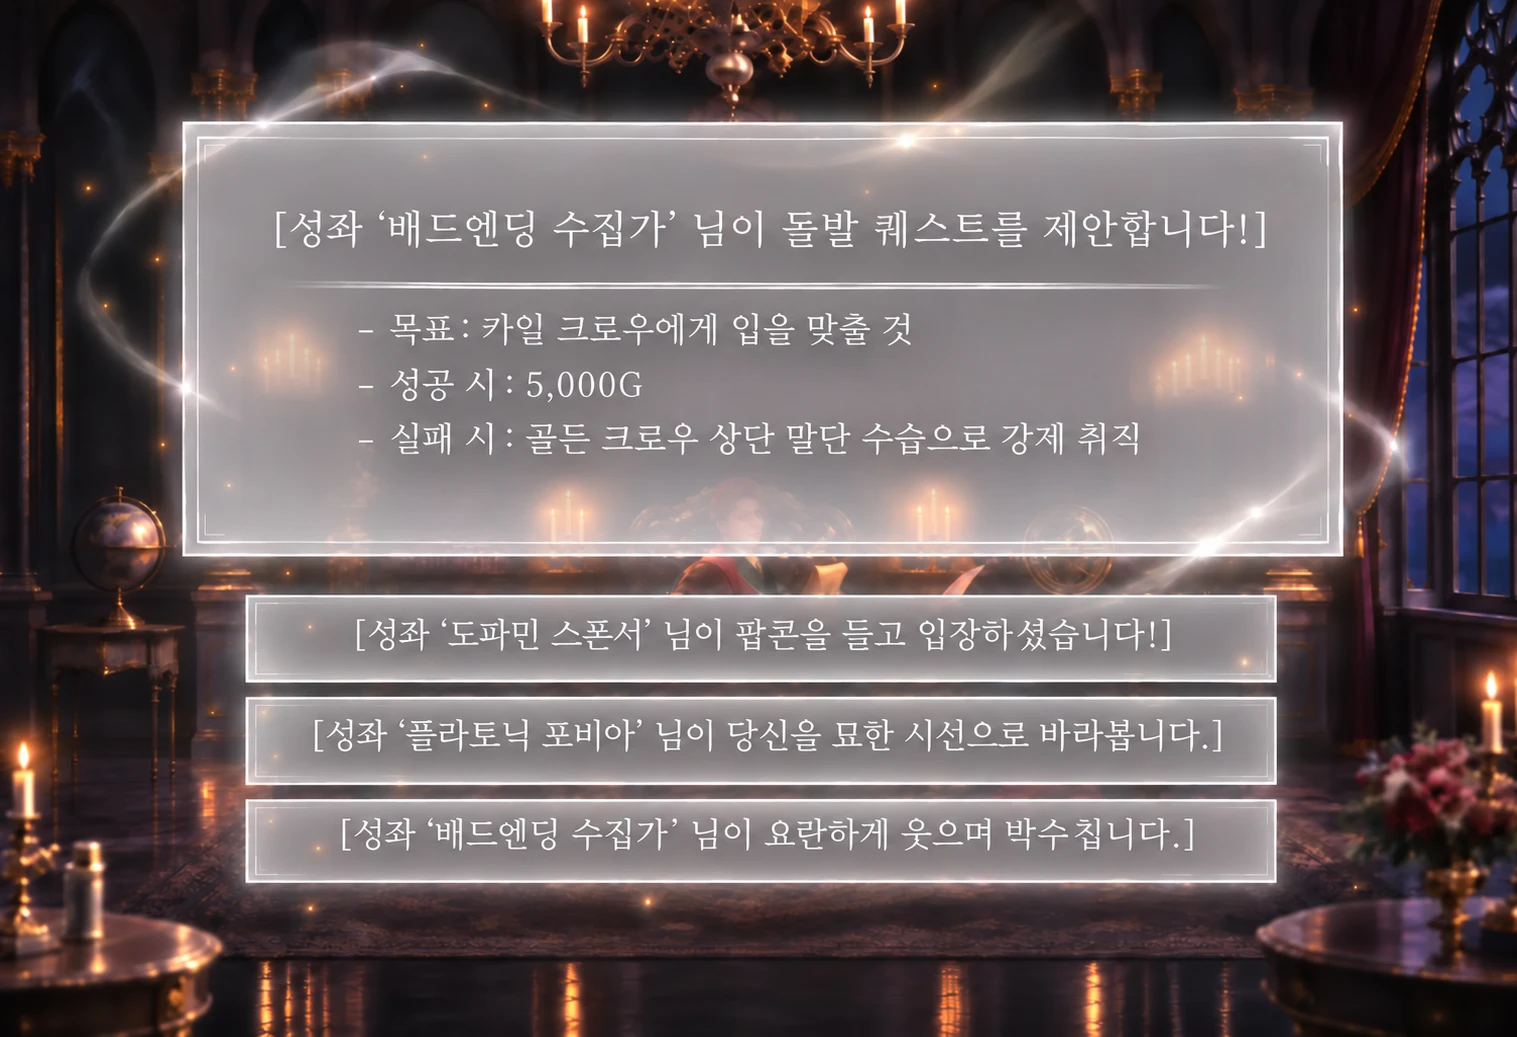 [성좌 ‘배드엔딩 수집가’ 님이 돌발 퀘스트를 제안합니다!]
– 목표 : 카일 크로우에게 입을 맞출 것
– 성공 시 : 5,000G
– 실패 시 : 골든 크로우 상단 말단 수습으로 강제 취직
[성좌 ‘도파민 스폰서’ 님이 팝콘을 들고 입장하셨습니다!]
[성좌 ‘플라토닉 포비아’ 님이 당신을 묘한 시선으로 바라봅니다.]
[성좌 ‘배드엔딩 수집가’ 님이 요란하게 웃으며 박수칩니다.]